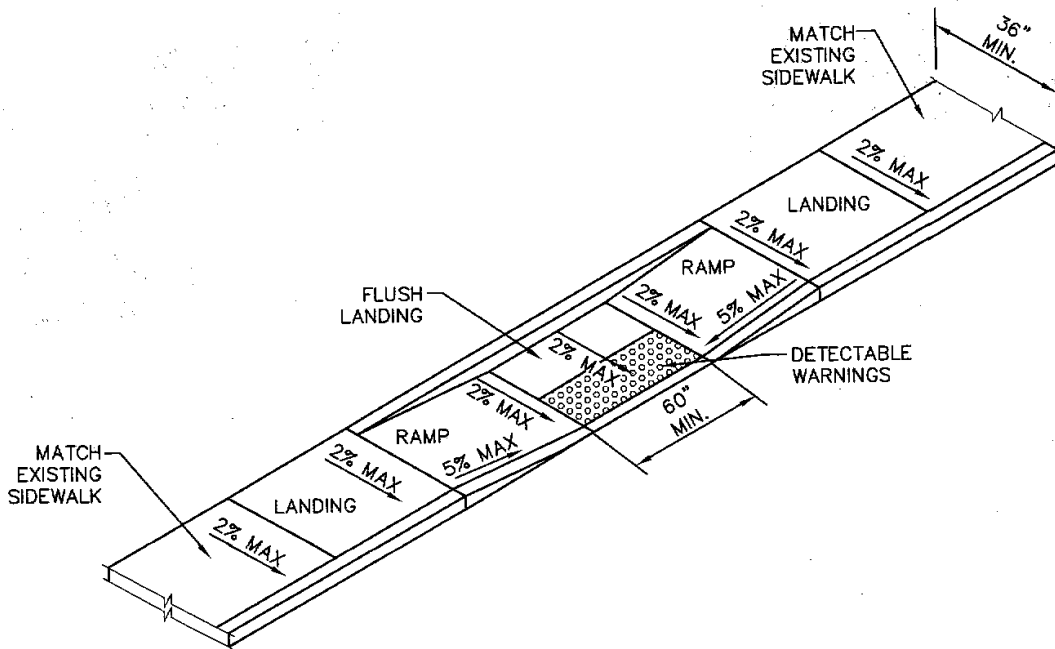 MATCH
EXISTING
SIDEWALK
36"
MIN.
2% MAX
LANDING
2% MAX
RAMP
2% MAX
5% MAX
FLUSH
LANDING
2% MAX
DETECTABLE
WARNINGS
2% MAX
60"
MIN.
RAMP
5% MAX
MATCH
EXISTING
SIDEWALK
2% MAX
LANDING
2% MAX